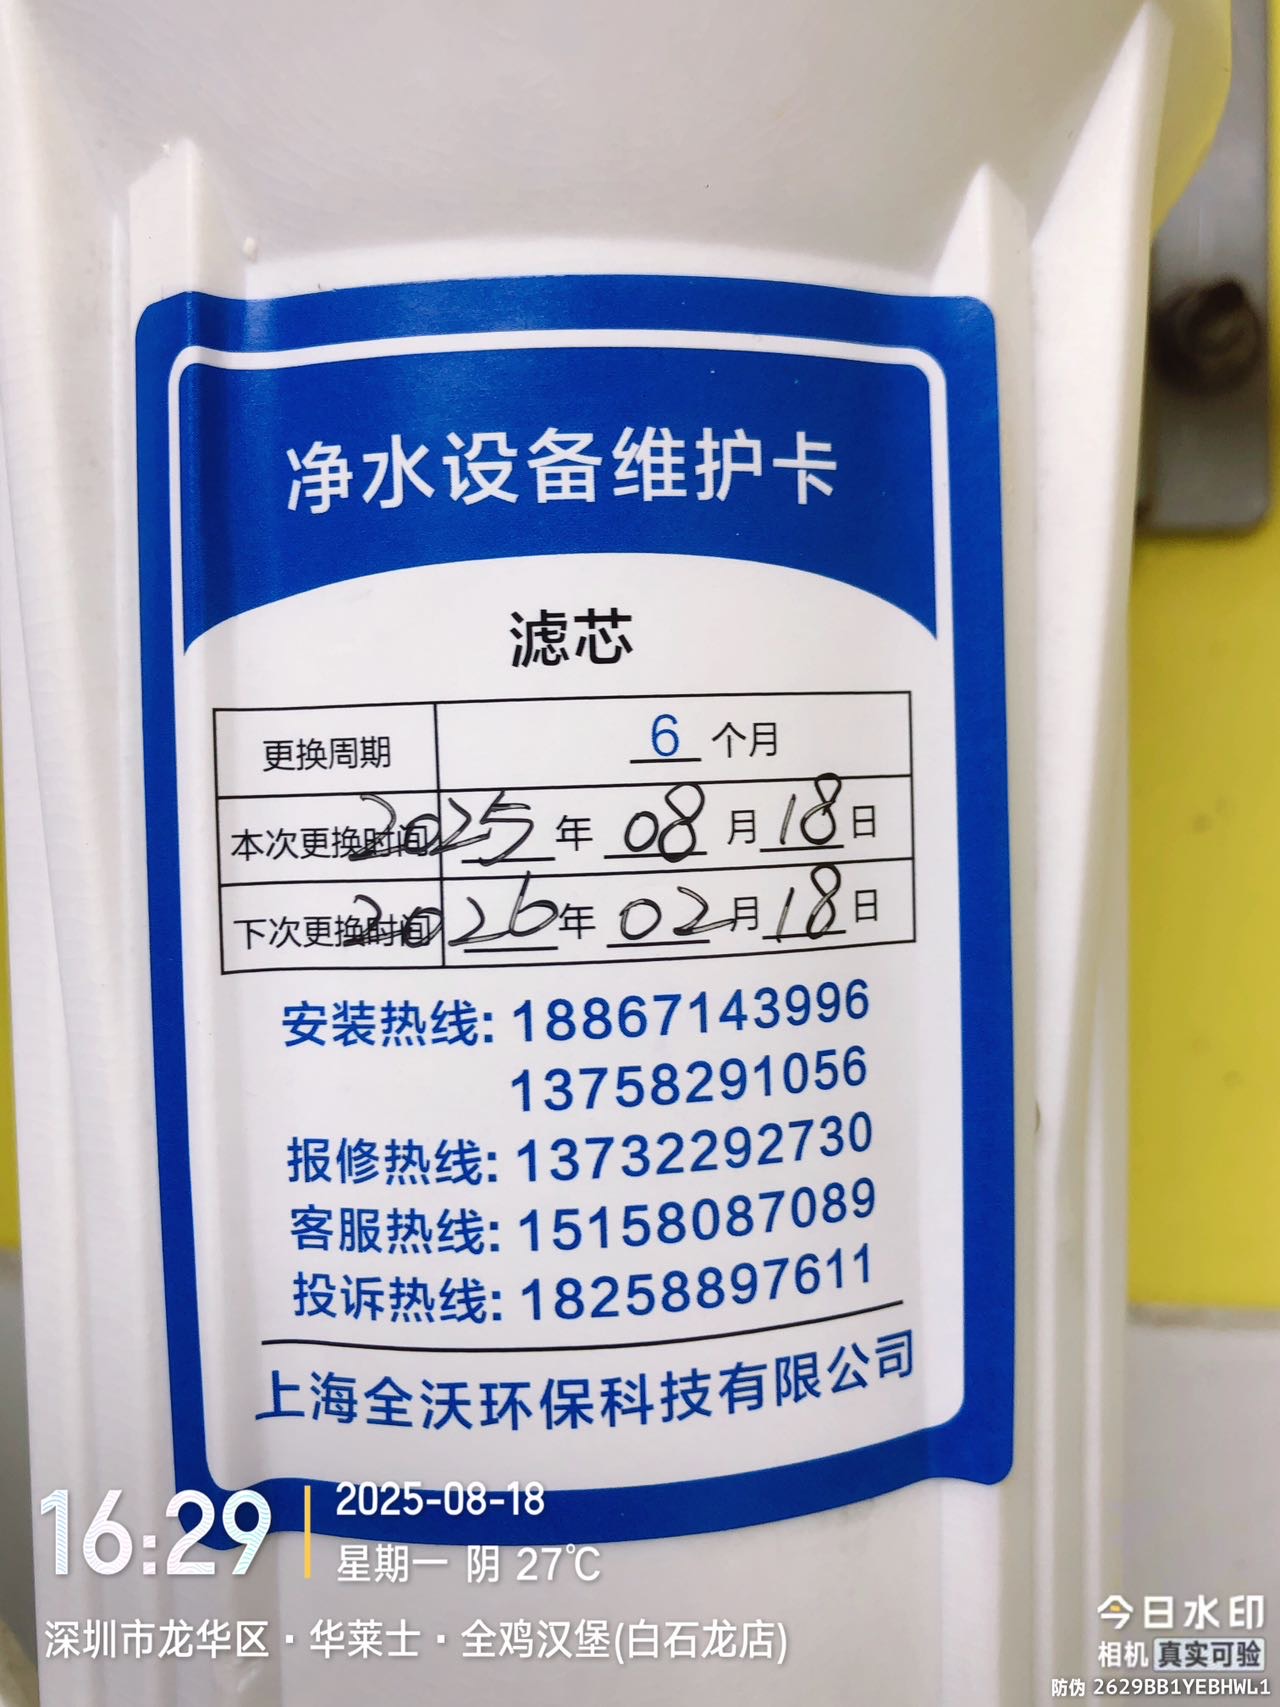 净水设备维护卡
滤芯
更换周期 6 个月
本次更换时间 2025 年 08 月 18 日
下次更换时间 2026 年 02 月 18 日
安装热线: 18867143996
13758291056
报修热线: 13732292730
客服热线: 15158087089
投诉热线: 18258897611
上海全沃环保科技有限公司
16:29 2025-08-18
星期一 阴 27℃
深圳市龙华区·华莱士·全鸡汉堡(白石龙店)
今日水印
相机 真实可验
防伪 2629BB1YEBHWL1